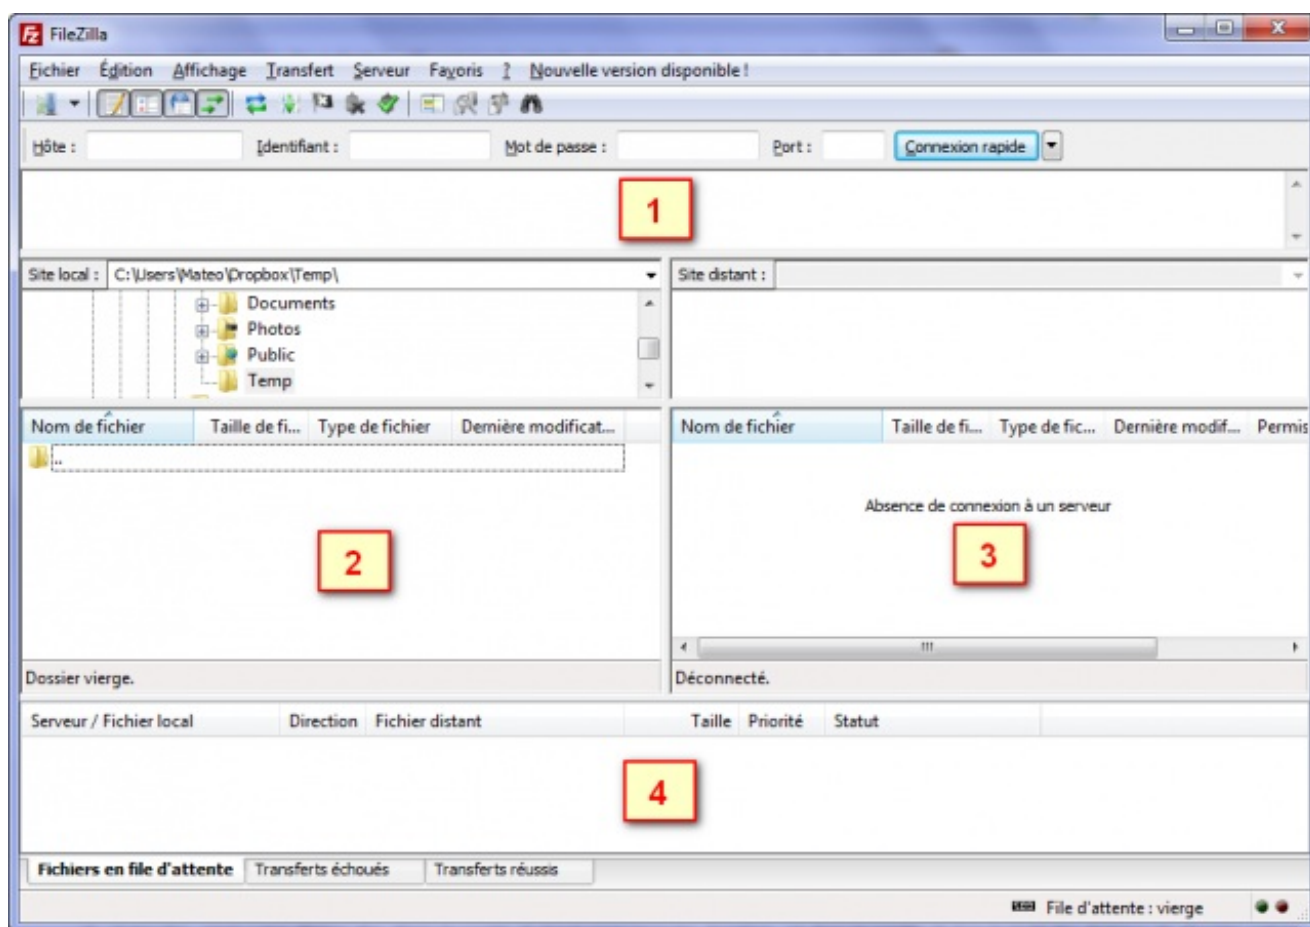 FileZilla
Fichier Édition Affichage Transfert Serveur Favoris ? Nouvelle version disponible !
Hôte : Identifiant : Mot de passe : Port : Connexion rapide
1
Site local : C:\Users\Mateo\Dropbox\Temp\ Site distant :
Documents
Photos
Public
Temp
Nom de fichier Taille de fi... Type de fichier Dernière modificat... Nom de fichier Taille de fi... Type de fic... Dernière modif... Permis
..
Absence de connexion à un serveur
2 3
Dossier vierge. Déconnecté.
Serveur / Fichier local Direction Fichier distant Taille Priorité Statut
4
Fichiers en file d'attente Transferts échoués Transferts réussis
File d'attente : vierge